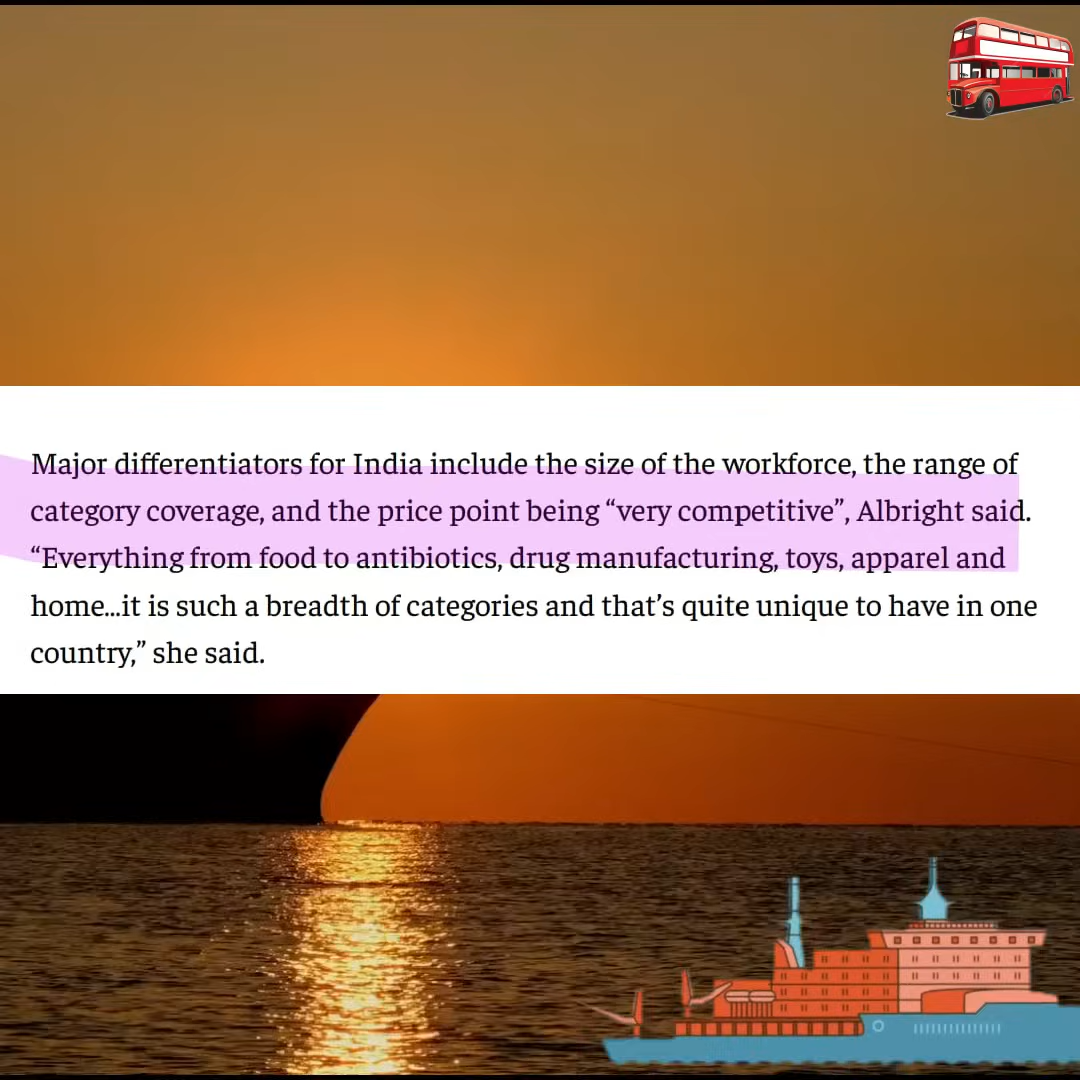 Major differentiators for India include the size of the workforce, the range of
category coverage, and the price point being “very competitive”, Albright said.
“Everything from food to antibiotics, drug manufacturing, toys, apparel and
home...it is such a breadth of categories and that’s quite unique to have in one
country,” she said.